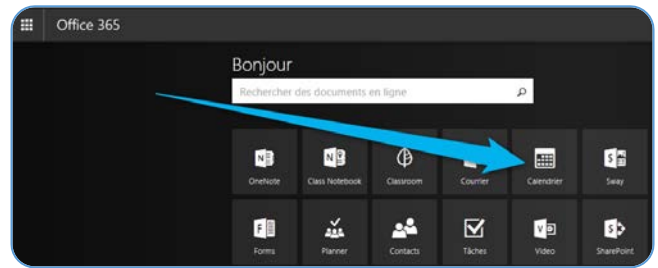 Office 365
Bonjour
Rechercher des documents en ligne
OneNote Class Notebook Classroom Courrier Calendrier Sway
Forms Planner Contacts Tâches Video SharePoint